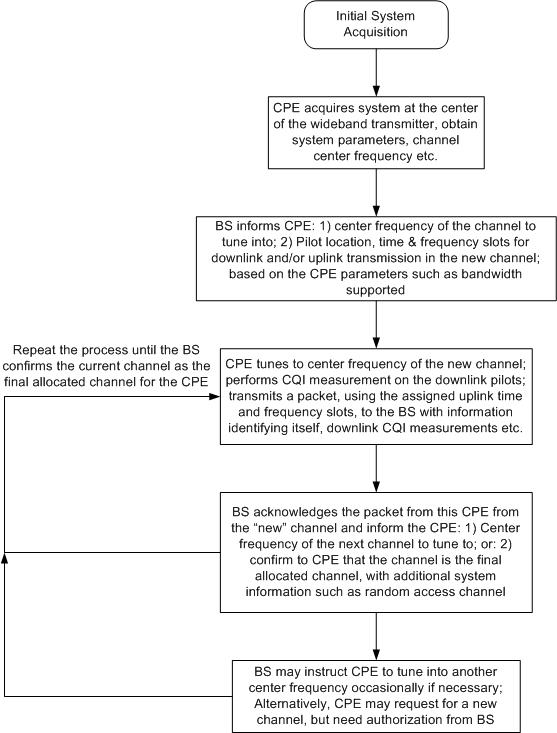 Initial System
Acquisition
CPE acquires system at the center
of the wideband transmitter, obtain
system parameters, channel
center frequency etc.
BS informs CPE: 1) center frequency of the channel to
tune into; 2) Pilot location, time & frequency slots for
downlink and/or uplink transmission in the new channel;
based on the CPE parameters such as bandwidth
supported
Repeat the process until the BS
confirms the current channel as the
final allocated channel for the CPE
CPE tunes to center frequency of the new channel;
performs CQI measurement on the downlink pilots;
transmits a packet, using the assigned uplink time
and frequency slots, to the BS with information
identifying itself, downlink CQI measurements etc.
BS acknowledges the packet from this CPE from
the “new” channel and inform the CPE: 1) Center
frequency of the next channel to tune to; or: 2)
confirm to CPE that the channel is the final
allocated channel, with additional system
information such as random access channel
BS may instruct CPE to tune into another
center frequency occasionally if necessary;
Alternatively, CPE may request for a new
channel, but need authorization from BS